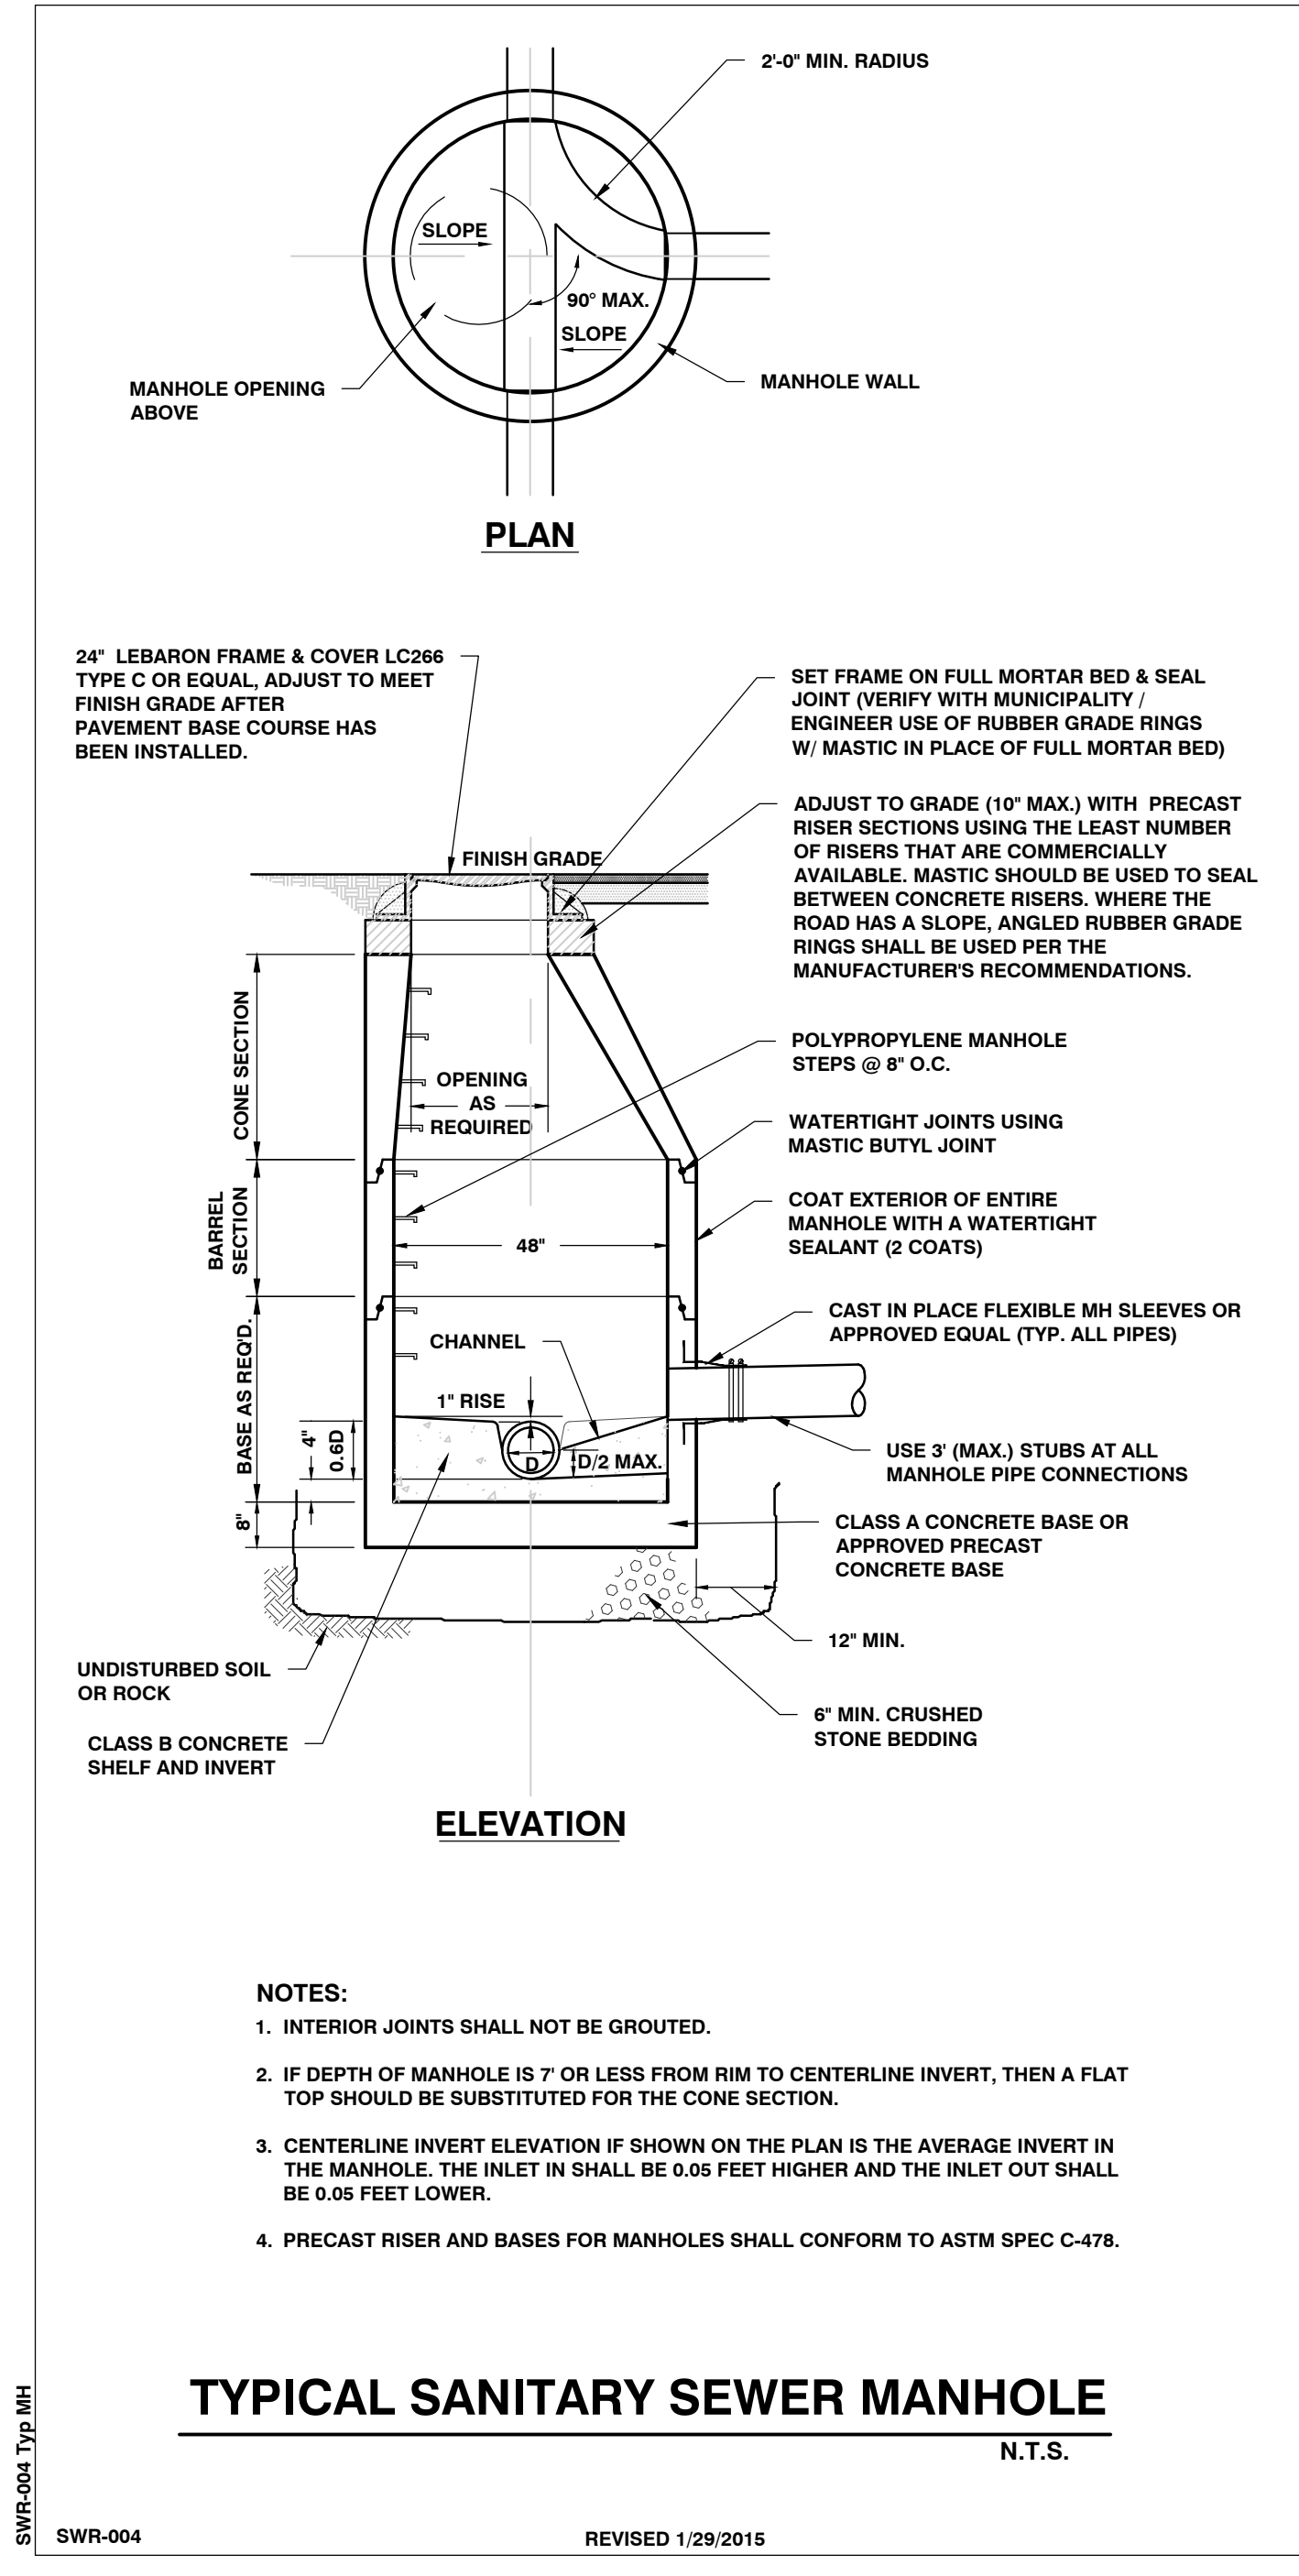 2'-0" MIN. RADIUS
SLOPE
90° MAX.
SLOPE
MANHOLE OPENING
ABOVE
MANHOLE WALL
PLAN
24" LEBARON FRAME & COVER LC266
TYPE C OR EQUAL, ADJUST TO MEET
FINISH GRADE AFTER
PAVEMENT BASE COURSE HAS
BEEN INSTALLED.
SET FRAME ON FULL MORTAR BED & SEAL
JOINT (VERIFY WITH MUNICIPALITY /
ENGINEER USE OF RUBBER GRADE RINGS
W/ MASTIC IN PLACE OF FULL MORTAR BED)
ADJUST TO GRADE (10" MAX.) WITH PRECAST
RISER SECTIONS USING THE LEAST NUMBER
OF RISERS THAT ARE COMMERCIALLY
AVAILABLE. MASTIC SHOULD BE USED TO SEAL
BETWEEN CONCRETE RISERS. WHERE THE
ROAD HAS A SLOPE, ANGLED RUBBER GRADE
RINGS SHALL BE USED PER THE
MANUFACTURER'S RECOMMENDATIONS.
FINISH GRADE
CONE SECTION
OPENING
AS
REQUIRED
POLYPROPYLENE MANHOLE
STEPS @ 8" O.C.
WATERTIGHT JOINTS USING
MASTIC BUTYL JOINT
BARREL
SECTION
COAT EXTERIOR OF ENTIRE
MANHOLE WITH A WATERTIGHT
SEALANT (2 COATS)
48"
CAST IN PLACE FLEXIBLE MH SLEEVES OR
APPROVED EQUAL (TYP. ALL PIPES)
BASE AS REQ'D.
CHANNEL
1" RISE
4"
0.6D
D
D/2 MAX.
USE 3' (MAX.) STUBS AT ALL
MANHOLE PIPE CONNECTIONS
8"
CLASS A CONCRETE BASE OR
APPROVED PRECAST
CONCRETE BASE
12" MIN.
UNDISTURBED SOIL
OR ROCK
6" MIN. CRUSHED
STONE BEDDING
CLASS B CONCRETE
SHELF AND INVERT
ELEVATION
NOTES:
1. INTERIOR JOINTS SHALL NOT BE GROUTED.
2. IF DEPTH OF MANHOLE IS 7' OR LESS FROM RIM TO CENTERLINE INVERT, THEN A FLAT
TOP SHOULD BE SUBSTITUTED FOR THE CONE SECTION.
3. CENTERLINE INVERT ELEVATION IF SHOWN ON THE PLAN IS THE AVERAGE INVERT IN
THE MANHOLE. THE INLET IN SHALL BE 0.05 FEET HIGHER AND THE INLET OUT SHALL
BE 0.05 FEET LOWER.
4. PRECAST RISER AND BASES FOR MANHOLES SHALL CONFORM TO ASTM SPEC C-478.
TYPICAL SANITARY SEWER MANHOLE
N.T.S.
SWR-004 Typ MH
SWR-004
REVISED 1/29/2015